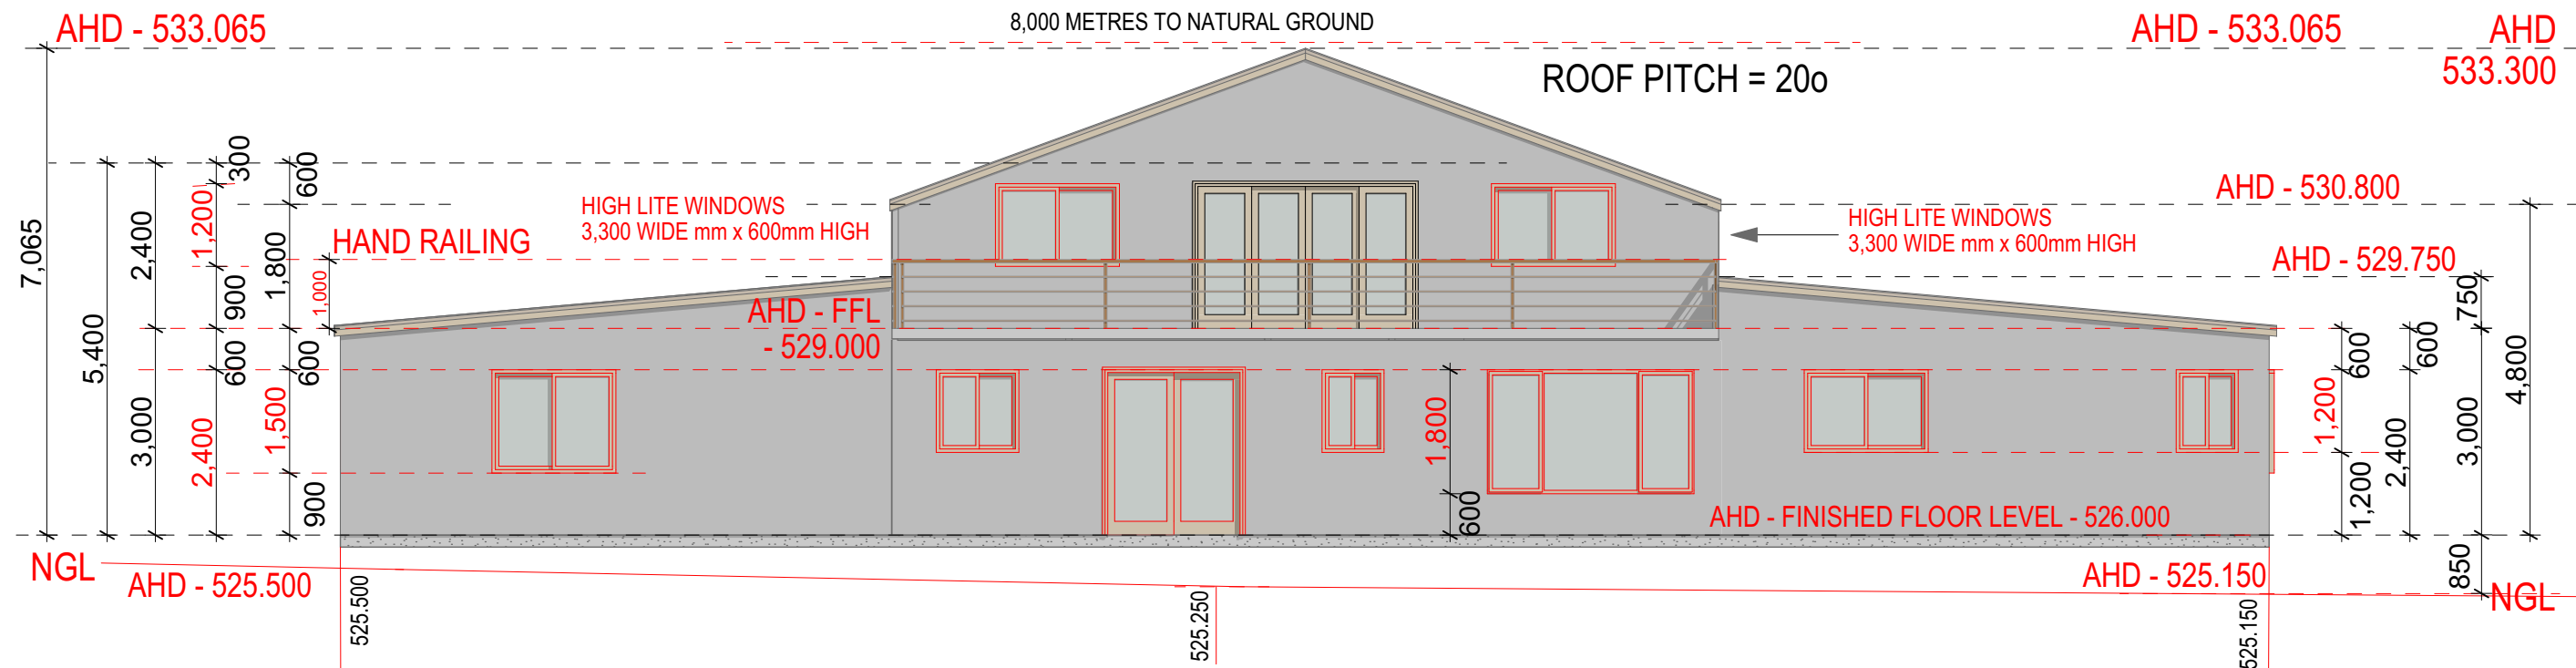 8,000 METRES TO NATURAL GROUND
AHD - 533.065
AHD - 533.065
AHD
533.300
ROOF PITCH = 20o
300
600
1,200
2,400
1,800
900
1,000
7,065
5,400
3,000
600
600
2,400
1,500
900
HAND RAILING
HIGH LITE WINDOWS
3,300 WIDE mm x 600mm HIGH
AHD - FFL
- 529.000
HIGH LITE WINDOWS
3,300 WIDE mm x 600mm HIGH
AHD - 530.800
AHD - 529.750
750
600
600
4,800
1,200
3,000
2,400
1,200
1,800
600
AHD - FINISHED FLOOR LEVEL - 526.000
850
NGL
AHD - 525.500
AHD - 525.150
NGL
525.500
525.250
525.150